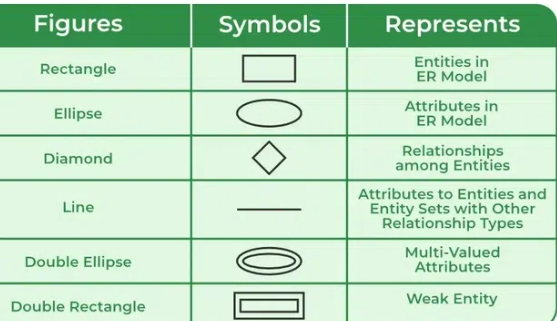 Figures Symbols Represents
Rectangle
Entities in
ER Model
Ellipse
Attributes in
ER Model
Diamond
Relationships
among Entities
Line
Attributes to Entities and
Entity Sets with Other
Relationship Types
Double Ellipse
Multi-Valued
Attributes
Double Rectangle
Weak Entity